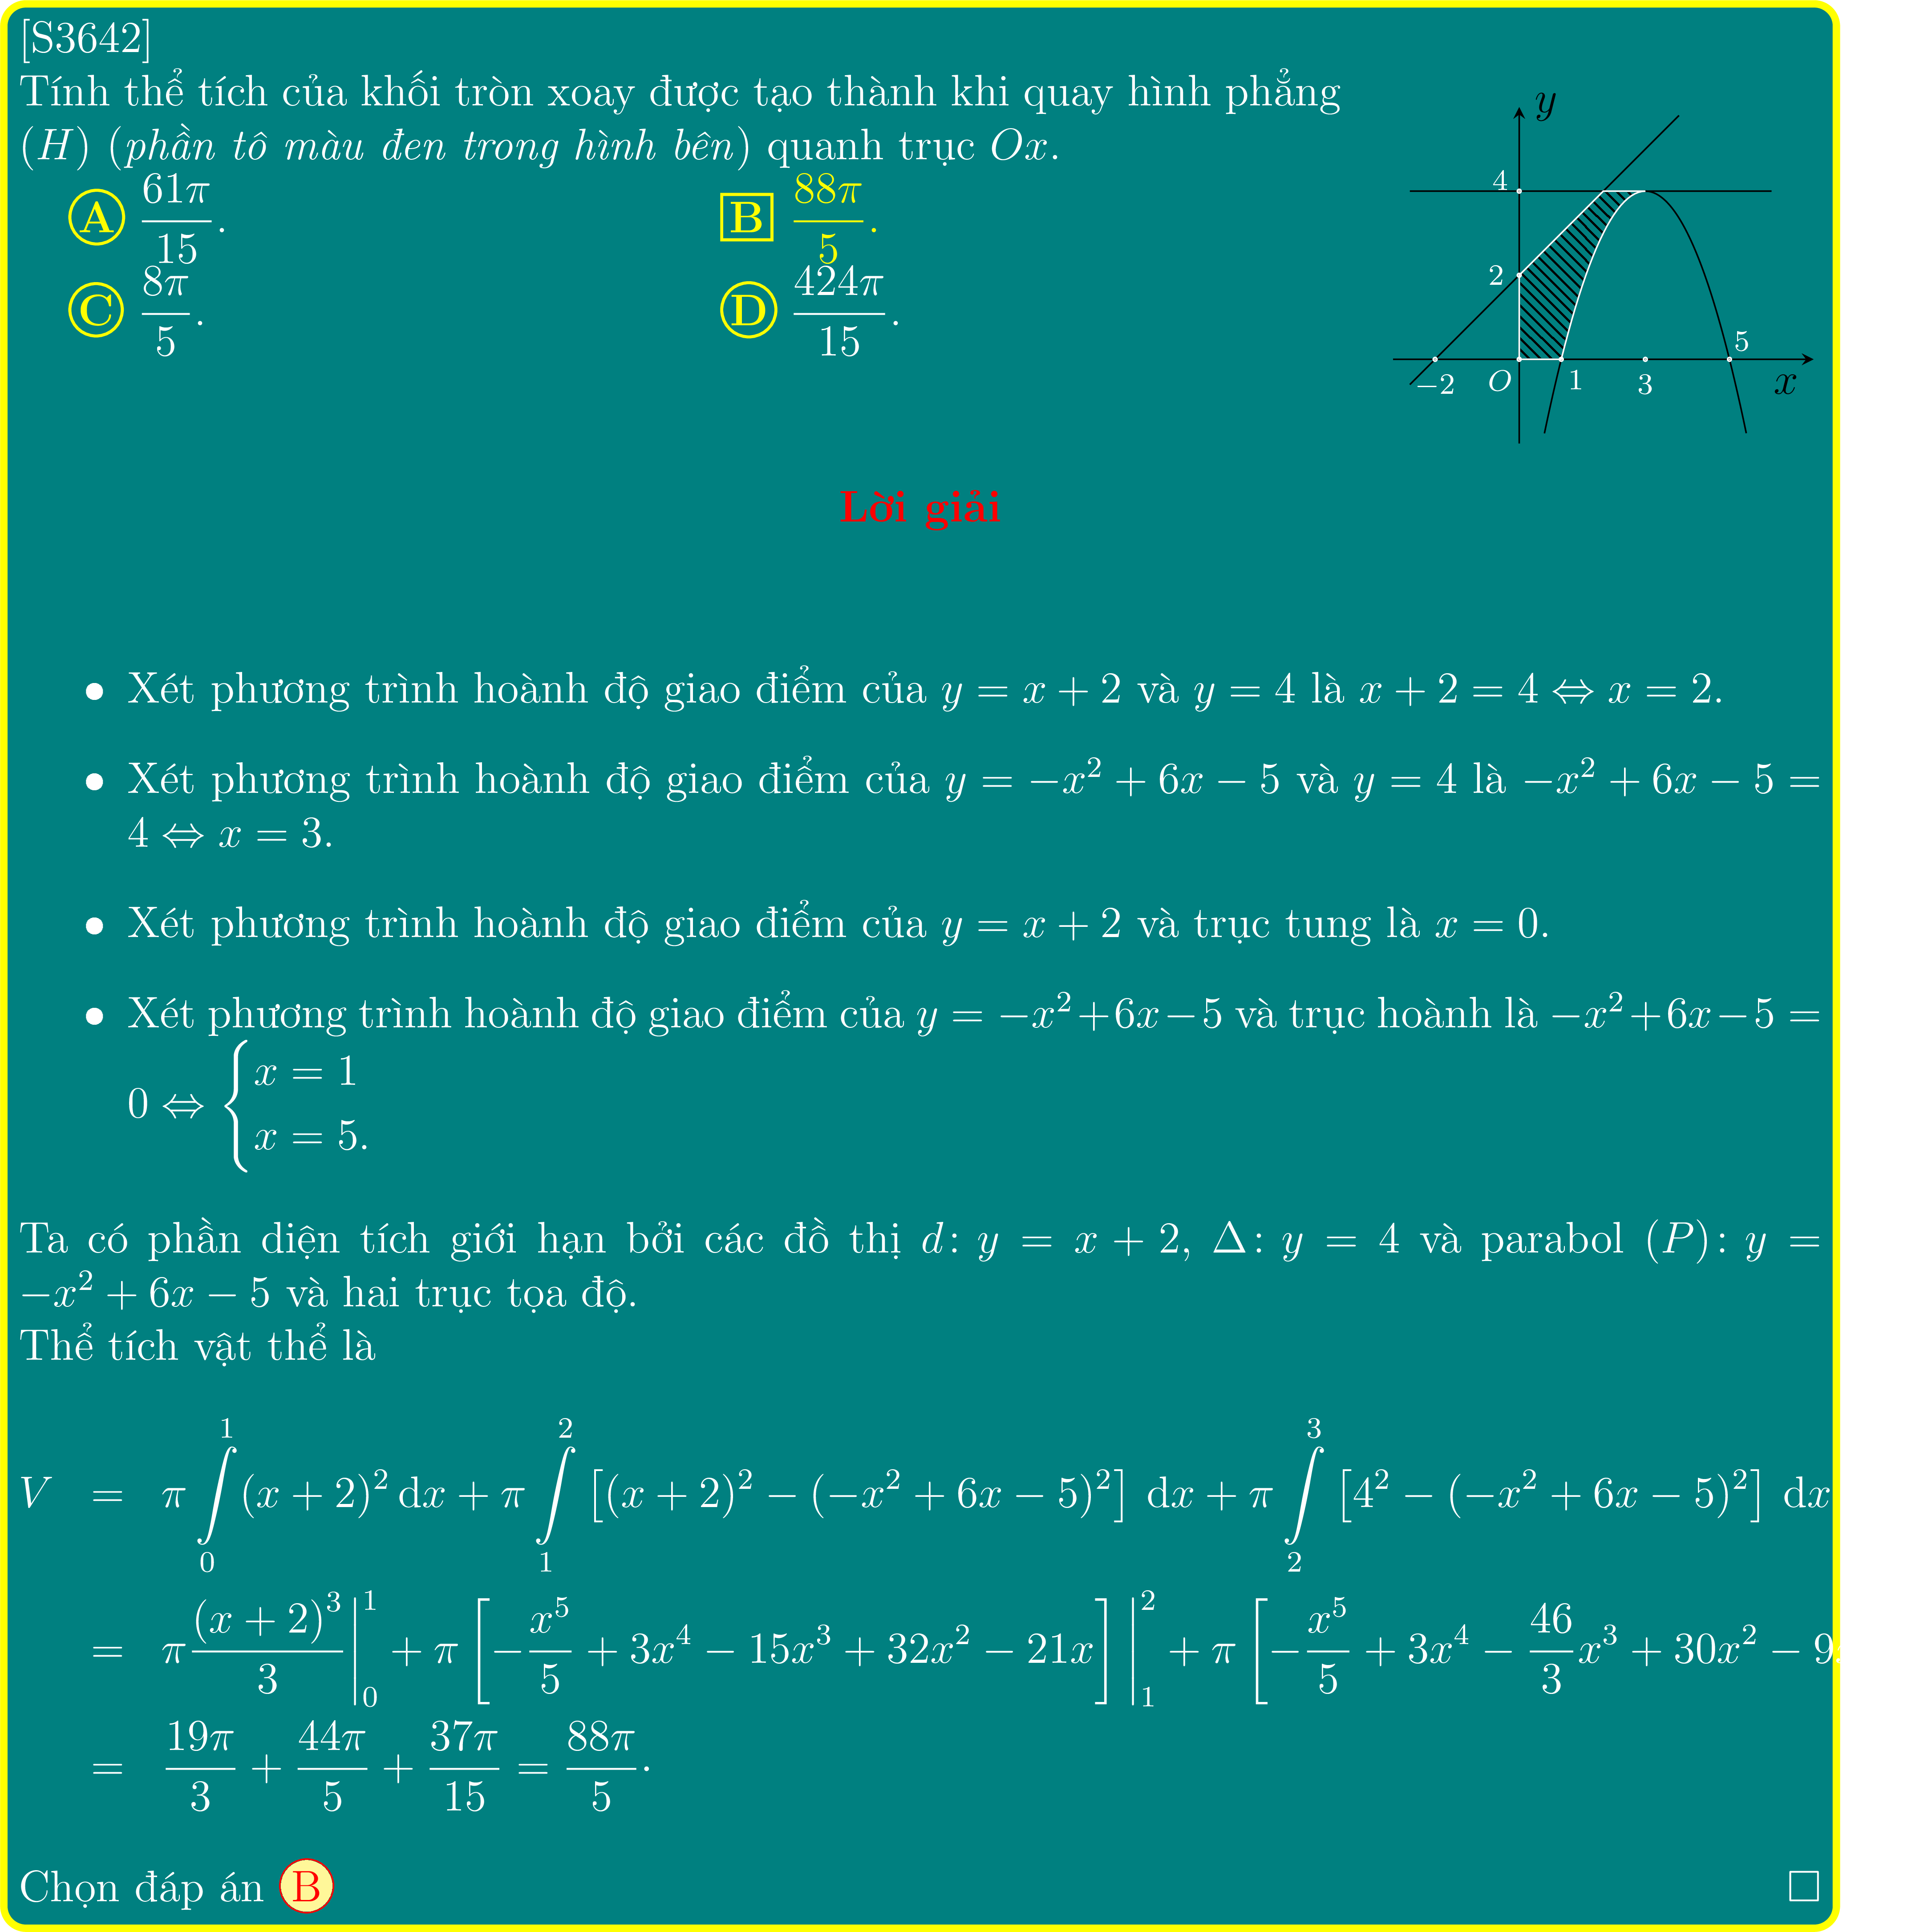 [S3642]
Tính thể tích của khối tròn xoay được tạo thành khi quay hình phẳng
(H) (phần tô màu đen trong hình bên) quanh trục Ox.
A $\frac{61\pi}{15}$. B $\frac{88\pi}{5}$.
C $\frac{8\pi}{5}$. D $\frac{424\pi}{15}$.
y
4
2
5
−2 O 1 3 x
Lời giải
• Xét phương trình hoành độ giao điểm của $y = x + 2$ và $y = 4$ là $x + 2 = 4 \Leftrightarrow x = 2$.
• Xét phương trình hoành độ giao điểm của $y = -x^2 + 6x - 5$ và $y = 4$ là $-x^2 + 6x - 5 =$
$4 \Leftrightarrow x = 3$.
• Xét phương trình hoành độ giao điểm của $y = x + 2$ và trục tung là $x = 0$.
• Xét phương trình hoành độ giao điểm của $y = -x^2+6x-5$ và trục hoành là $-x^2+6x-5 =$
$0 \Leftrightarrow \begin{cases} x = 1 \\ x = 5. \end{cases}$
Ta có phần diện tích giới hạn bởi các đồ thị $d\colon y = x + 2$, $\Delta\colon y = 4$ và parabol $(P)\colon y =$
$-x^2 + 6x - 5$ và hai trục tọa độ.
Thể tích vật thể là
$V = \pi \int\limits_0^1 (x + 2)^2 \,\mathrm{d}x + \pi \int\limits_1^2 \left[(x + 2)^2 - (-x^2 + 6x - 5)^2\right] \mathrm{d}x + \pi \int\limits_2^3 \left[4^2 - (-x^2 + 6x - 5)^2\right] \mathrm{d}x$
$= \pi \frac{(x + 2)^3}{3} \Big|_0^1 + \pi \left[-\frac{x^5}{5} + 3x^4 - 15x^3 + 32x^2 - 21x\right] \Big|_1^2 + \pi \left[-\frac{x^5}{5} + 3x^4 - \frac{46}{3}x^3 + 30x^2 - 9$
$= \frac{19\pi}{3} + \frac{44\pi}{5} + \frac{37\pi}{15} = \frac{88\pi}{5} \cdot$
Chọn đáp án B □